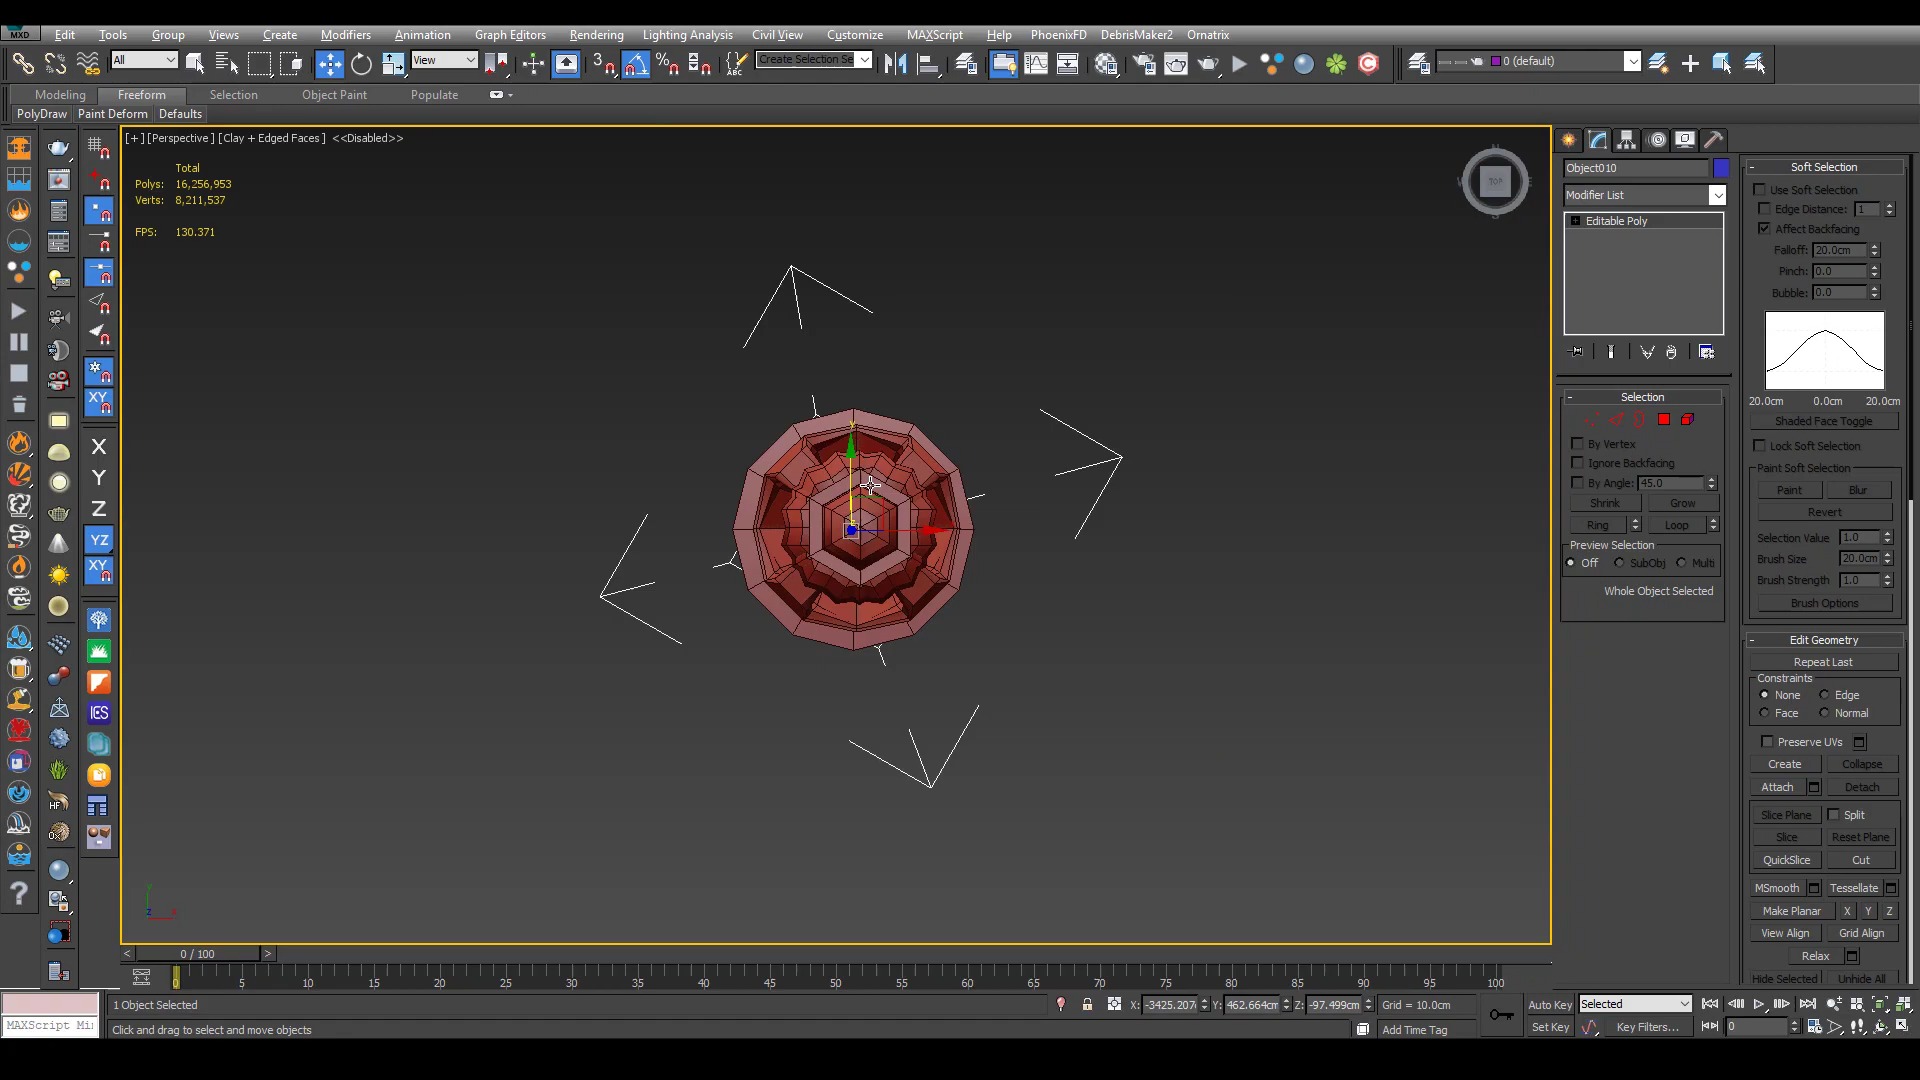 MXD Edit Tools Group Views Create Modifiers Animation Graph Editors Rendering Lighting Analysis Civil View Customize MAXScript Help PhoenixFD DebrisMaker2 Ornatrix
All View Create Selection Se 0 (default)
Modeling Freeform Selection Object Paint Populate
PolyDraw Paint Deform Defaults
[+] [Perspective ] [Clay + Edged Faces ] <<Disabled>>
Total
Polys: 16,256,953
Verts: 8,211,537
FPS: 130.371
TOP
Object010
Modifier List
Editable Poly
Selection
By Vertex
Ignore Backfacing
By Angle: 45.0
Shrink Grow
Ring Loop
Preview Selection
Off SubObj Multi
Whole Object Selected
Soft Selection
Use Soft Selection
Edge Distance: 1
Affect Backfacing
Falloff: 20.0cm
Pinch: 0.0
Bubble: 0.0
20.0cm 0.0cm 20.0cm
Shaded Face Toggle
Lock Soft Selection
Paint Soft Selection
Paint Blur
Revert
Selection Value 1.0
Brush Size 20.0cm
Brush Strength 1.0
Brush Options
Edit Geometry
Repeat Last
Constraints
None Edge
Face Normal
Preserve UVs
Create Collapse
Attach Detach
Slice Plane Split
Slice Reset Plane
QuickSlice Cut
MSmooth Tessellate
Make Planar X Y Z
View Align Grid Align
Relax
Hide Selected Unhide All
X
Y
Z
YZ
XY
XY
IES
HF
< 0 / 100 >
0 5 10 15 20 25 30 35 40 45 50 55 60 65 70 75 80 85 90 95 100
1 Object Selected X: -3425.207 Y: 462.664cm Z: -97.499cm Grid = 10.0cm Auto Key Selected
MAXScript Mi Click and drag to select and move objects Add Time Tag Set Key Key Filters... 0